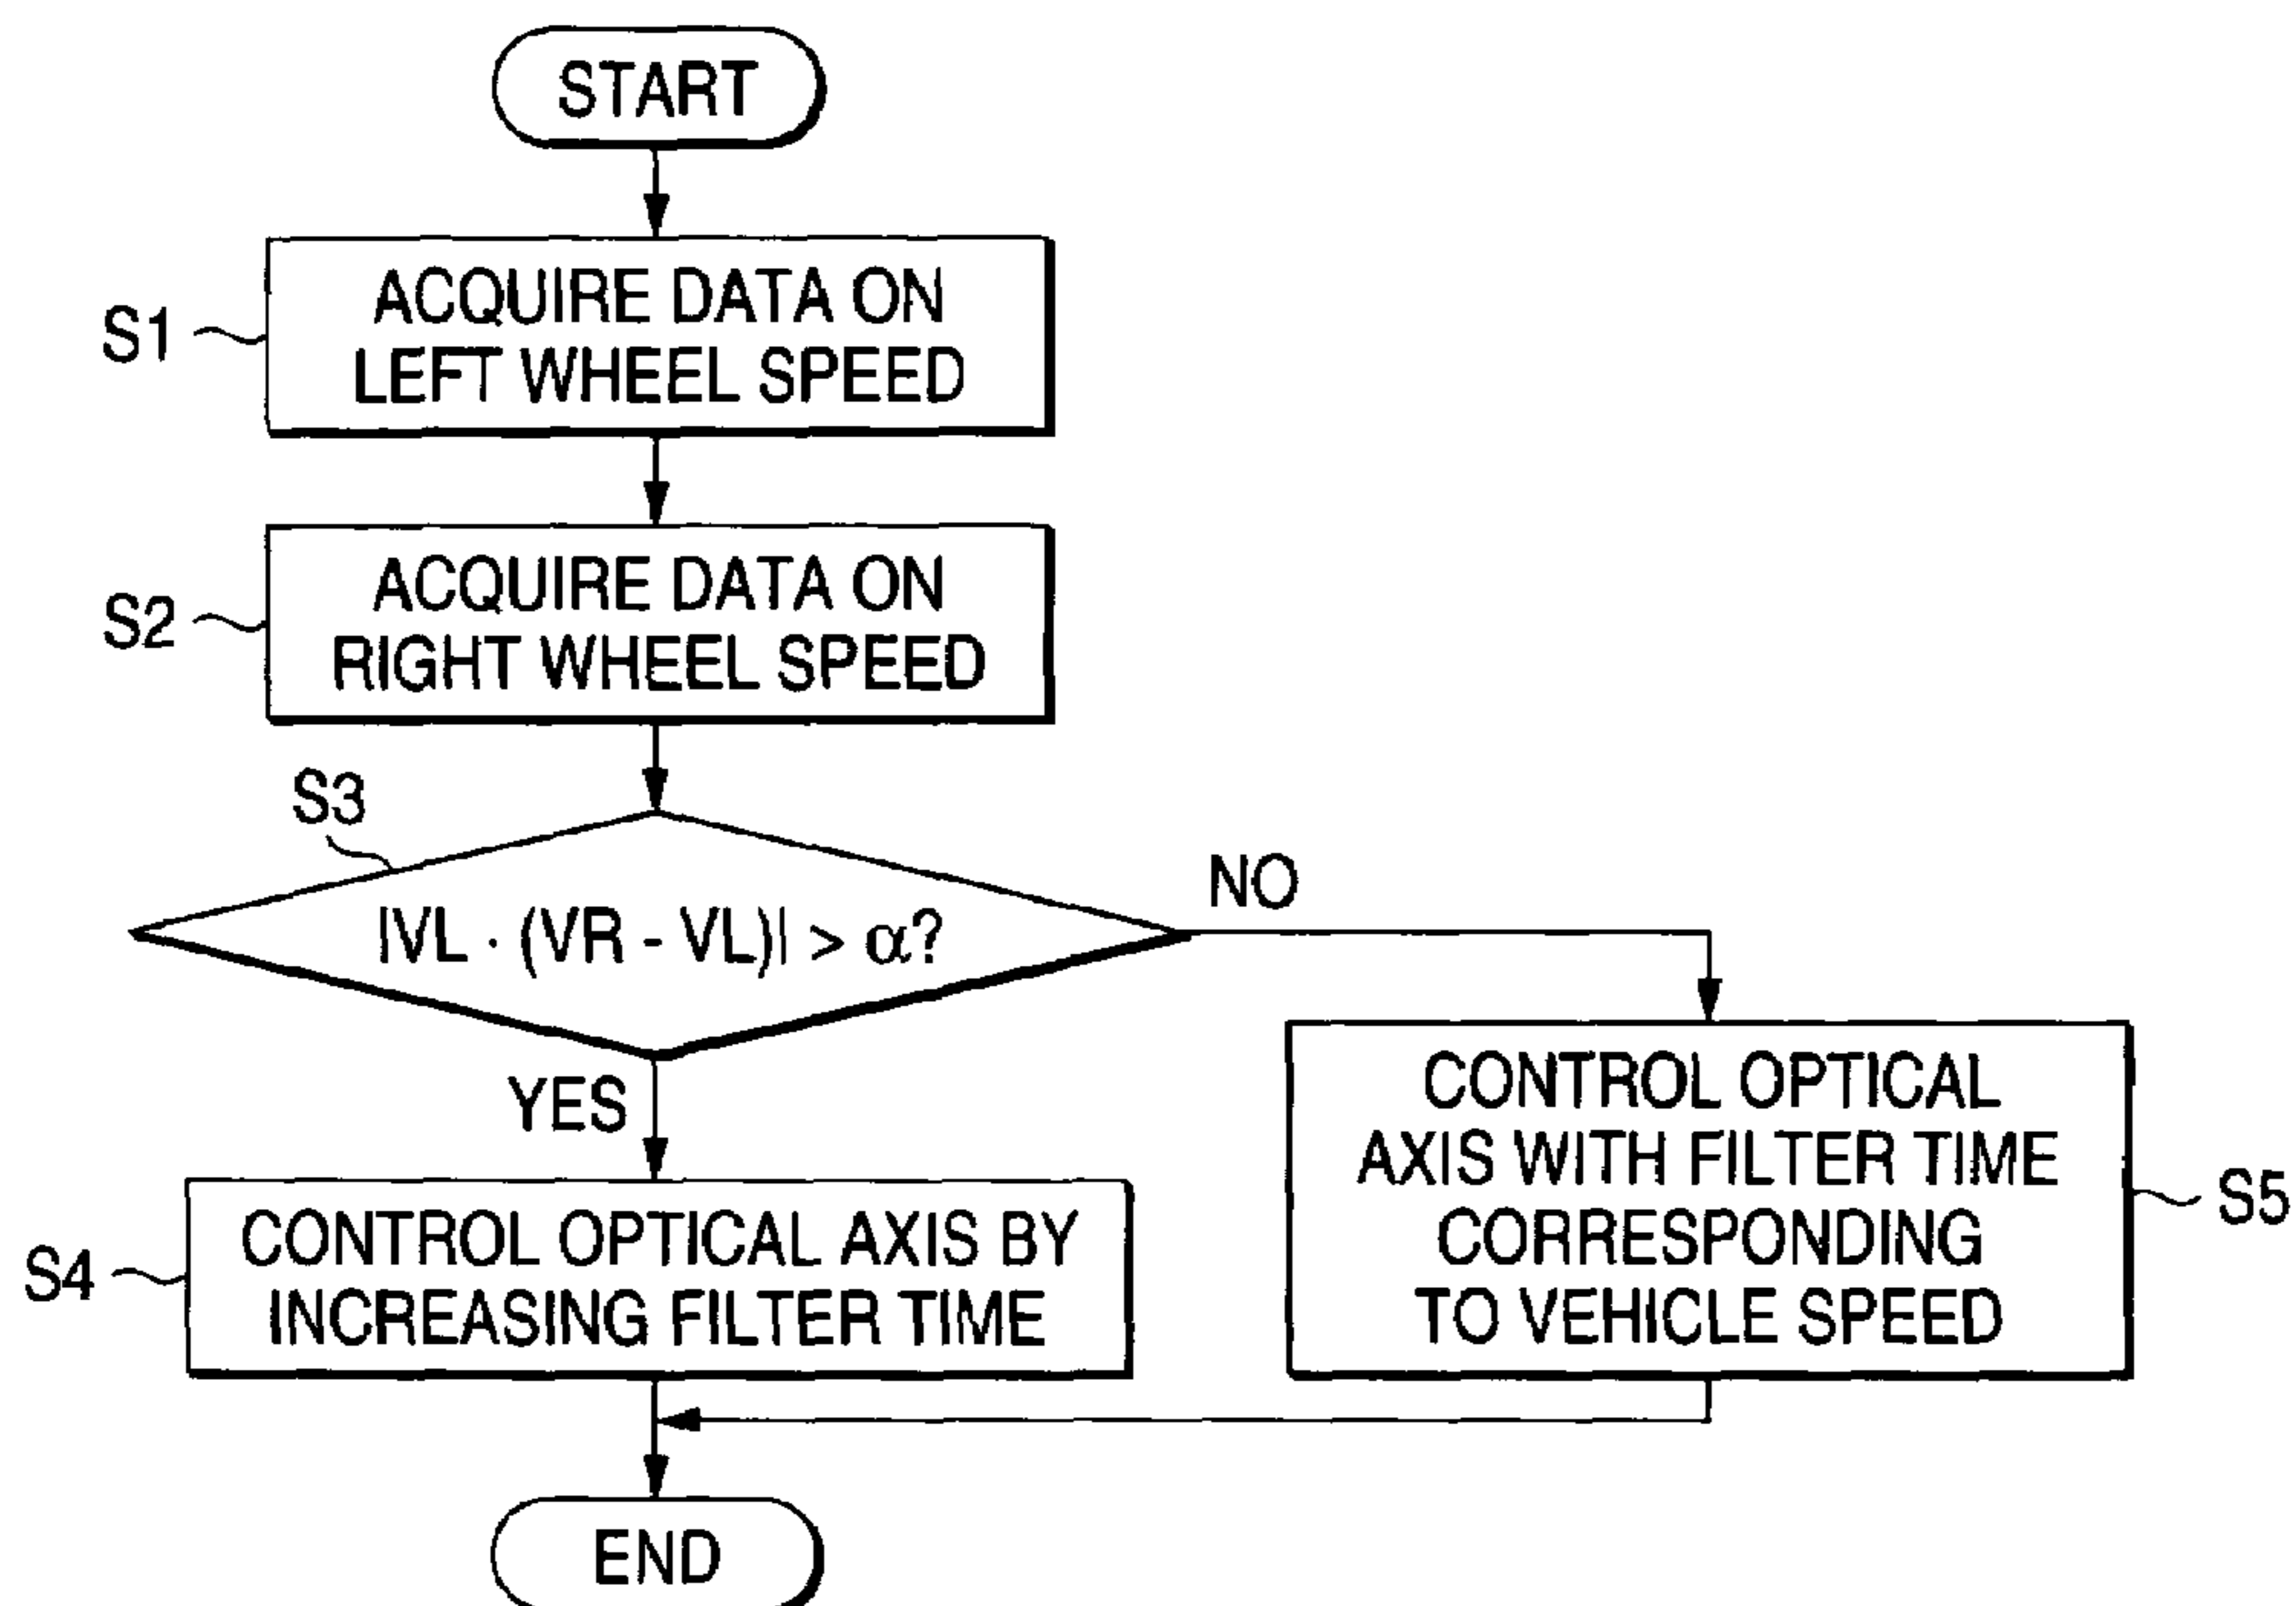 START
S1
ACQUIRE DATA ON
LEFT WHEEL SPEED
S2
ACQUIRE DATA ON
RIGHT WHEEL SPEED
S3
|VL · (VR - VL)| > α?
NO
YES
S4
CONTROL OPTICAL AXIS BY
INCREASING FILTER TIME
CONTROL OPTICAL
AXIS WITH FILTER TIME
CORRESPONDING
TO VEHICLE SPEED
S5
END